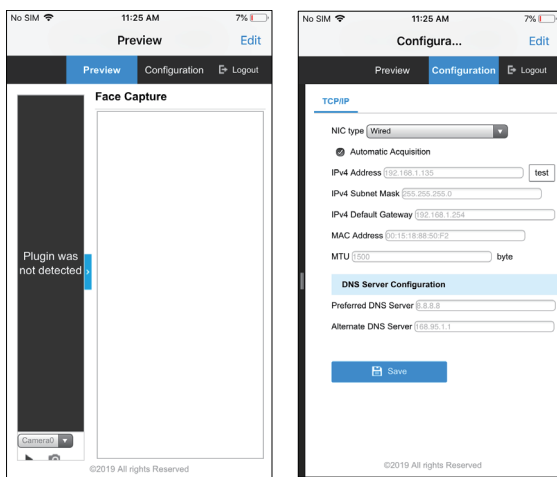 No SIM 11:25 AM 7%
Preview Edit
Preview Configuration Logout
Face Capture
Plugin was
not detected
Camera0
©2019 All rights Reserved
No SIM 11:25 AM 7%
Configura... Edit
Preview Configuration Logout
TCP/IP
NIC type Wired
Automatic Acquisition
IPv4 Address 192.168.1.135 test
IPv4 Subnet Mask 255.255.255.0
IPv4 Default Gateway 192.168.1.254
MAC Address 00:15:18:88:50:F2
MTU 1500 byte
DNS Server Configuration
Preferred DNS Server 8.8.8.8
Alternate DNS Server 168.95.1.1
Save
©2019 All rights Reserved